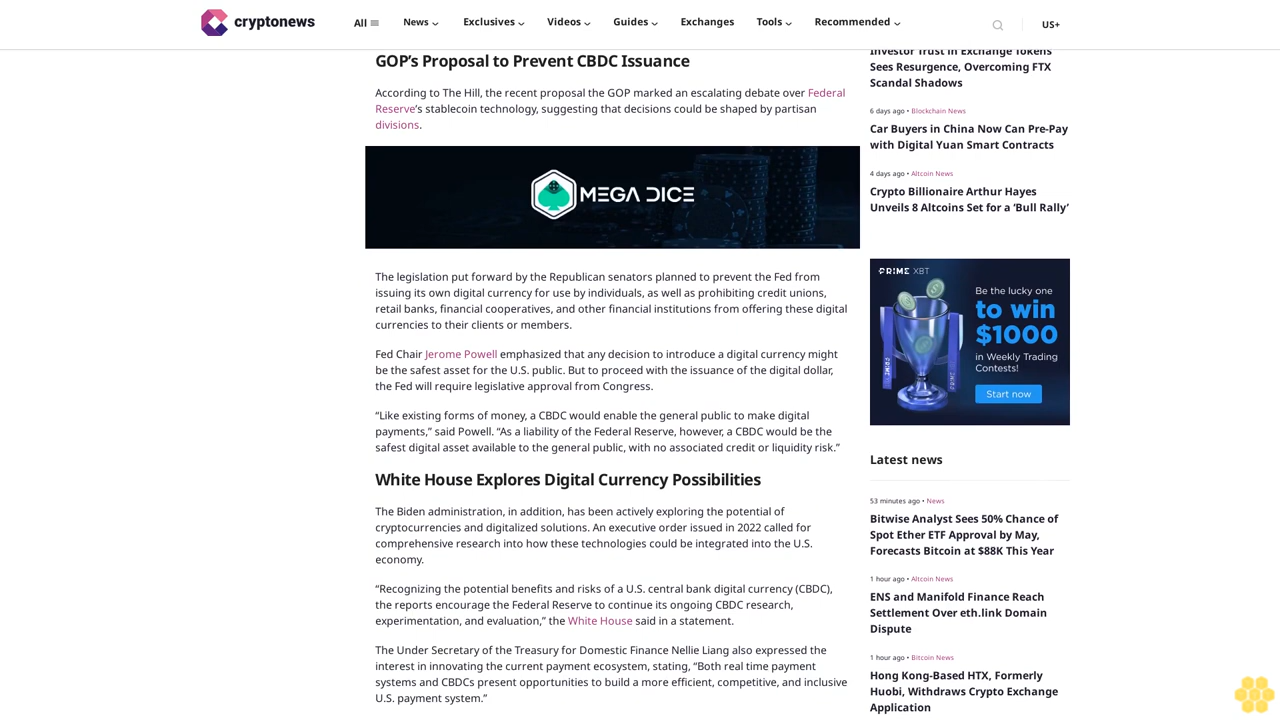 cryptonews
All
News
Exclusives
Videos
Guides
Exchanges
Tools
Recommended
US+
GOP’s Proposal to Prevent CBDC Issuance
According to The Hill, the recent proposal the GOP marked an escalating debate over Federal
Reserve’s stablecoin technology, suggesting that decisions could be shaped by partisan
divisions.
MEGA DICE
The legislation put forward by the Republican senators planned to prevent the Fed from
issuing its own digital currency for use by individuals, as well as prohibiting credit unions,
retail banks, financial cooperatives, and other financial institutions from offering these digital
currencies to their clients or members.
Fed Chair Jerome Powell emphasized that any decision to introduce a digital currency might
be the safest asset for the U.S. public. But to proceed with the issuance of the digital dollar,
the Fed will require legislative approval from Congress.
“Like existing forms of money, a CBDC would enable the general public to make digital
payments,” said Powell. “As a liability of the Federal Reserve, however, a CBDC would be the
safest digital asset available to the general public, with no associated credit or liquidity risk.”
White House Explores Digital Currency Possibilities
The Biden administration, in addition, has been actively exploring the potential of
cryptocurrencies and digitalized solutions. An executive order issued in 2022 called for
comprehensive research into how these technologies could be integrated into the U.S.
economy.
“Recognizing the potential benefits and risks of a U.S. central bank digital currency (CBDC),
the reports encourage the Federal Reserve to continue its ongoing CBDC research,
experimentation, and evaluation,” the White House said in a statement.
The Under Secretary of the Treasury for Domestic Finance Nellie Liang also expressed the
interest in innovating the current payment ecosystem, stating, “Both real time payment
systems and CBDCs present opportunities to build a more efficient, competitive, and inclusive
U.S. payment system.”
Investor Trust in Exchange Tokens
Sees Resurgence, Overcoming FTX
Scandal Shadows
6 days ago • Blockchain News
Car Buyers in China Now Can Pre-Pay
with Digital Yuan Smart Contracts
4 days ago • Altcoin News
Crypto Billionaire Arthur Hayes
Unveils 8 Altcoins Set for a ‘Bull Rally’
PRIME XBT
Be the lucky one
to win
$1000
in Weekly Trading
Contests!
Start now
Latest news
53 minutes ago • News
Bitwise Analyst Sees 50% Chance of
Spot Ether ETF Approval by May,
Forecasts Bitcoin at $88K This Year
1 hour ago • Altcoin News
ENS and Manifold Finance Reach
Settlement Over eth.link Domain
Dispute
1 hour ago • Bitcoin News
Hong Kong-Based HTX, Formerly
Huobi, Withdraws Crypto Exchange
Application